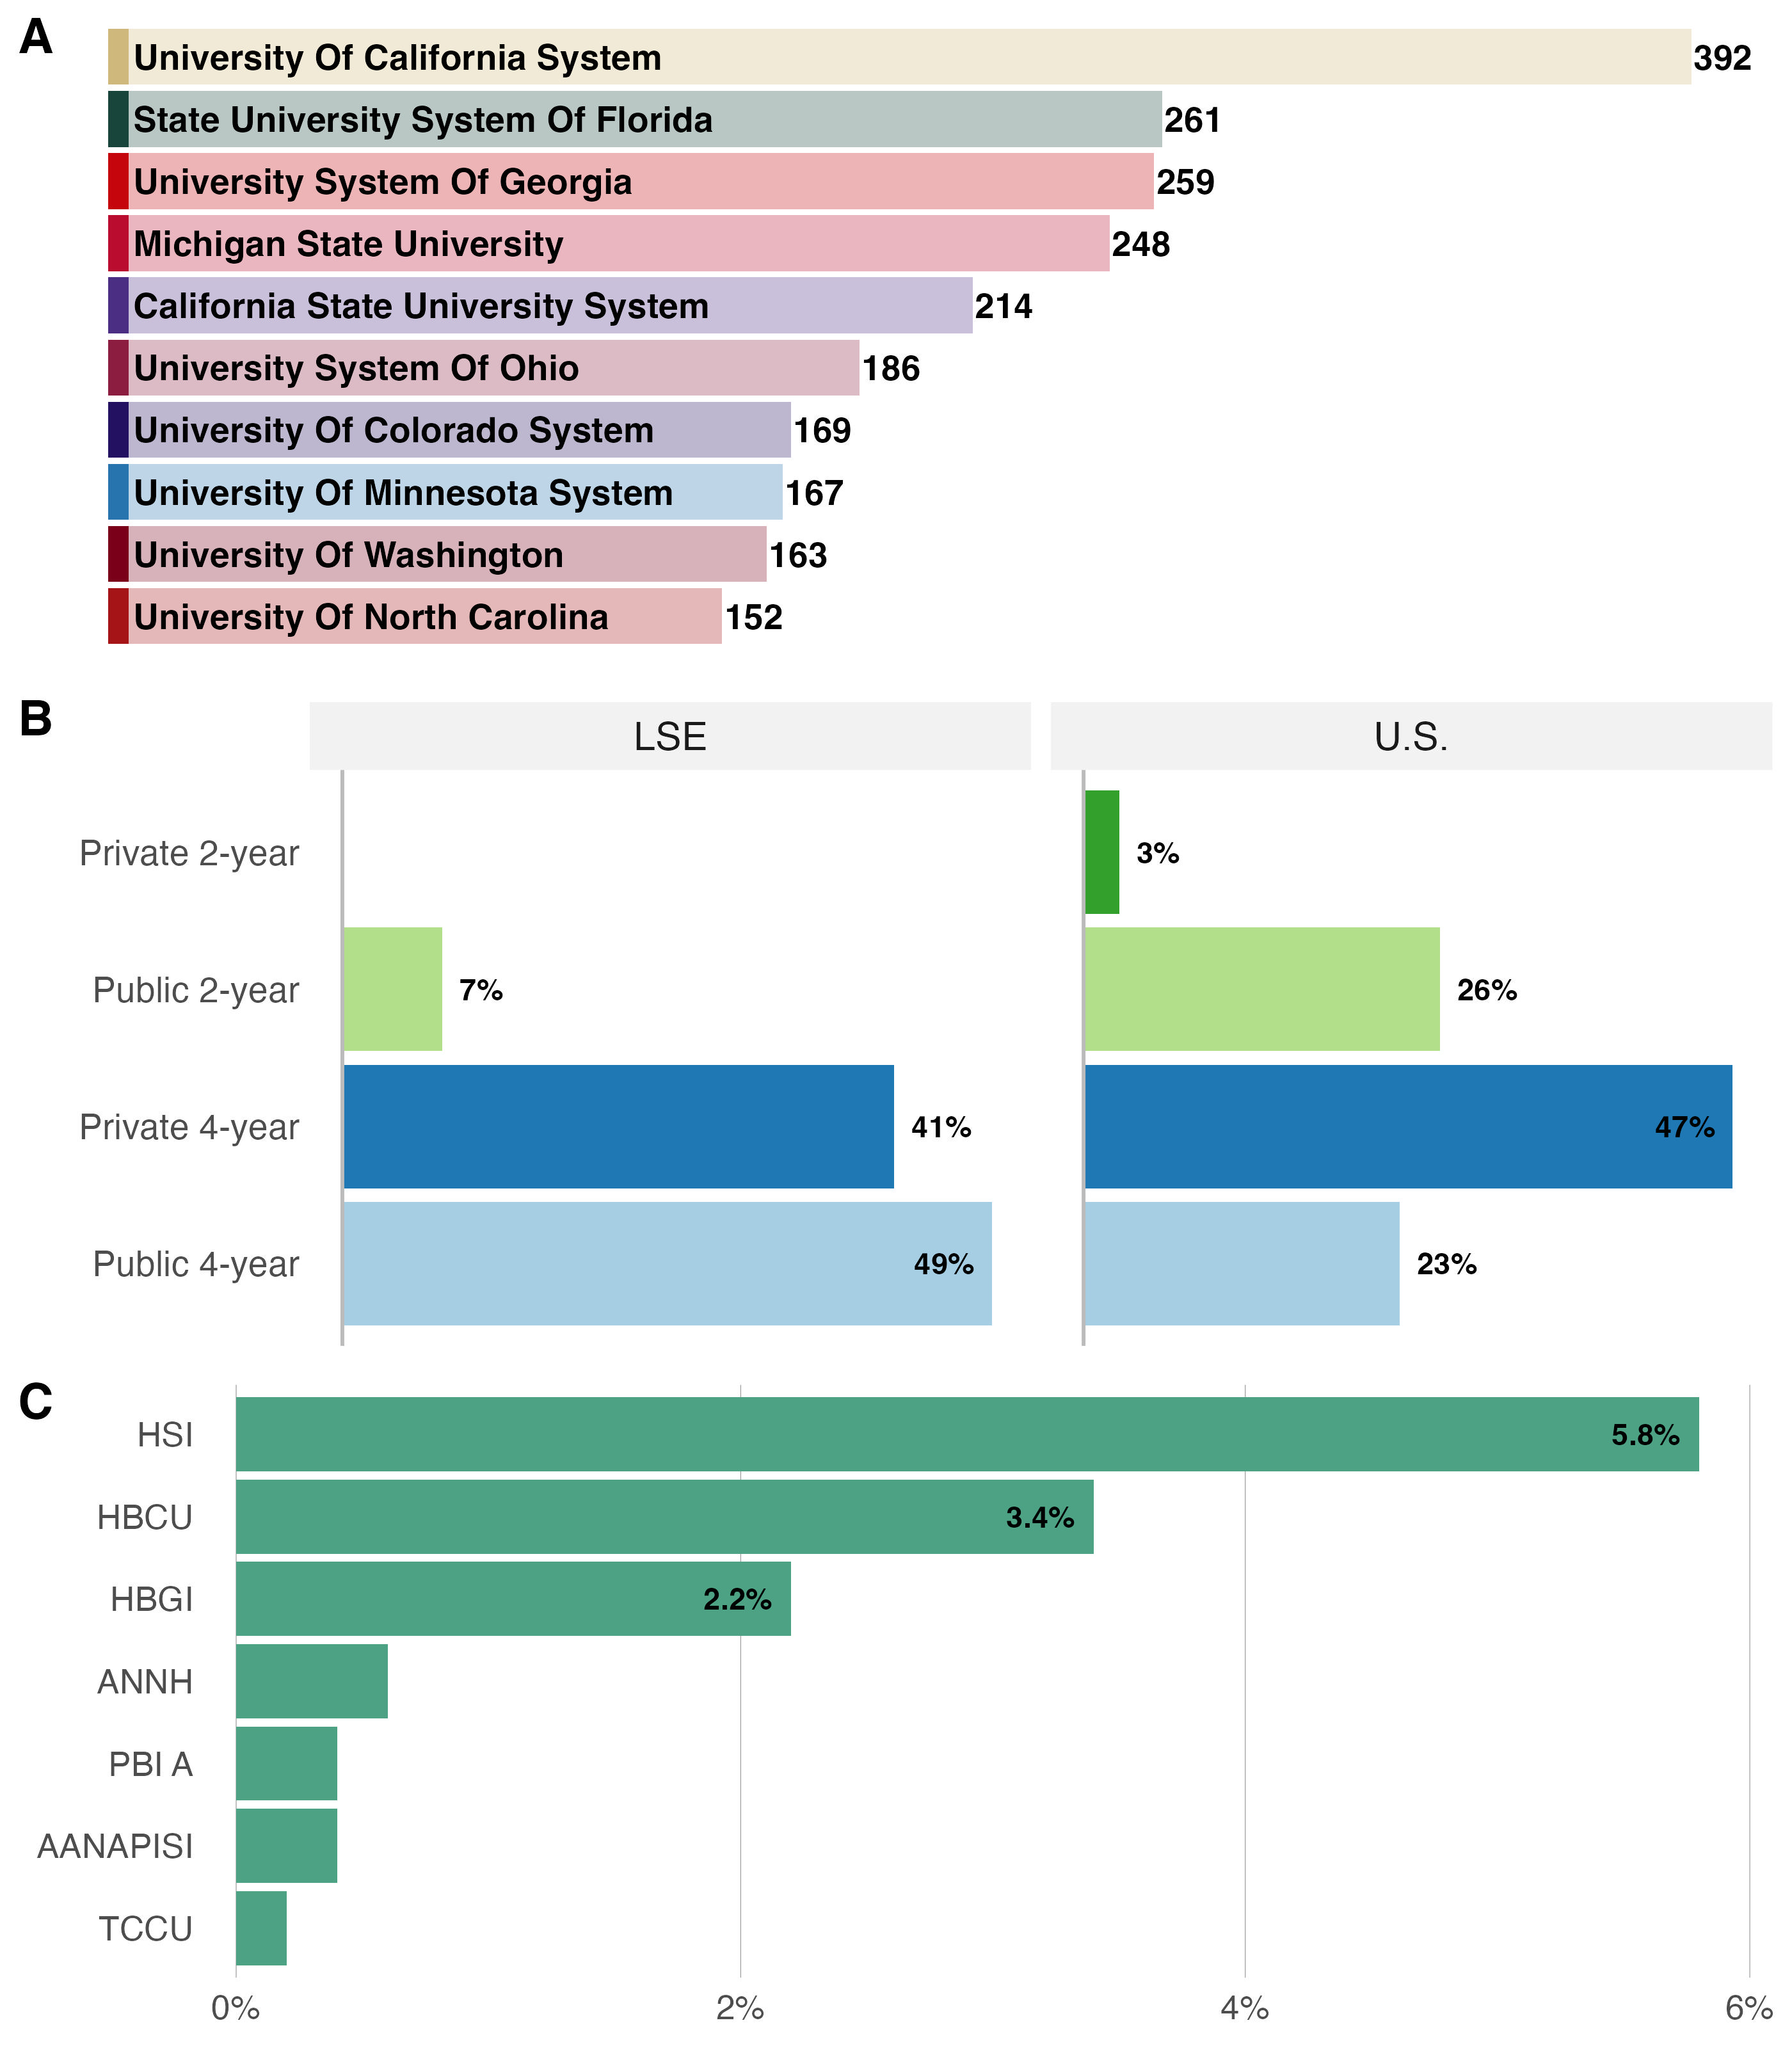 A
University Of California System 392
State University System Of Florida 261
University System Of Georgia 259
Michigan State University 248
California State University System 214
University System Of Ohio 186
University Of Colorado System 169
University Of Minnesota System 167
University Of Washington 163
University Of North Carolina 152
B
LSE U.S.
Private 2-year 3%
Public 2-year 7% 26%
Private 4-year 41% 47%
Public 4-year 49% 23%
C
HSI 5.8%
HBCU 3.4%
HBGI 2.2%
ANNH
PBI A
AANAPISI
TCCU
0% 2% 4% 6%